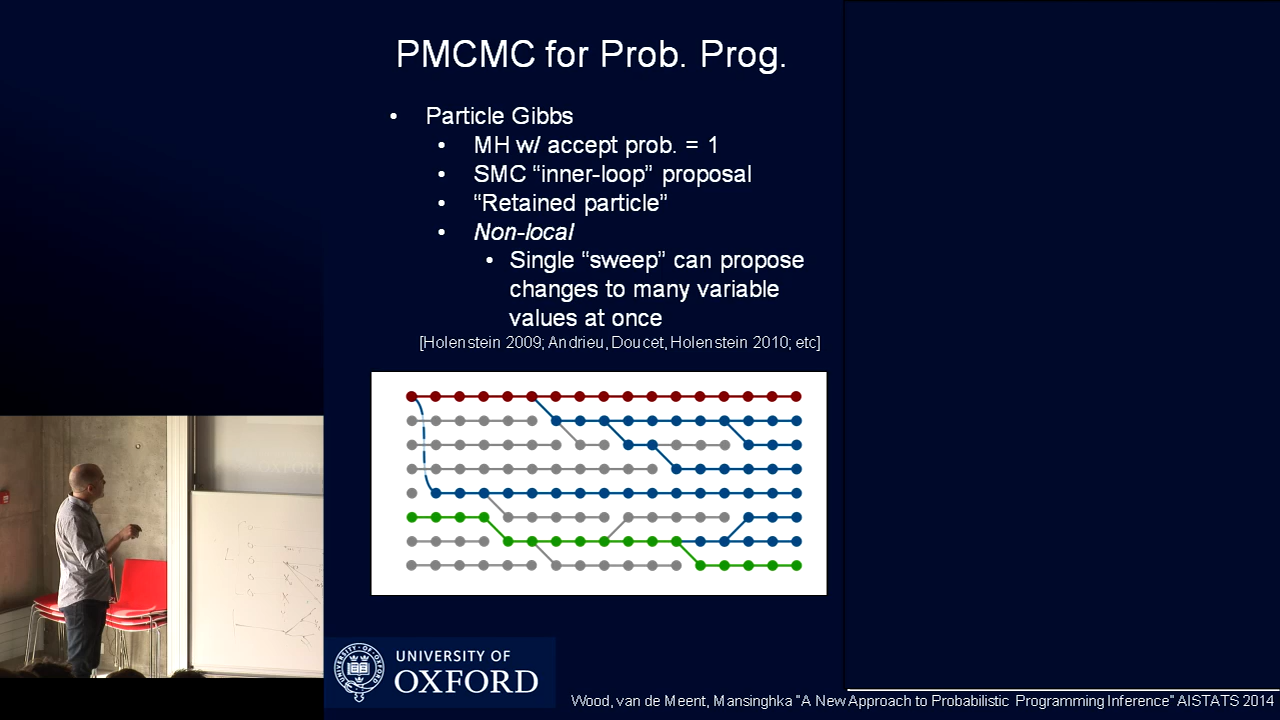 PMCMC for Prob. Prog.
• Particle Gibbs
• MH w/ accept prob. = 1
• SMC “inner-loop” proposal
• “Retained particle”
• Non-local
• Single “sweep” can propose
changes to many variable
values at once
[Holenstein 2009; Andrieu, Doucet, Holenstein 2010; etc]
UNIVERSITY OF
OXFORD
Wood, van de Meent, Mansinghka "A New Approach to Probabilistic Programming Inference" AISTATS 2014